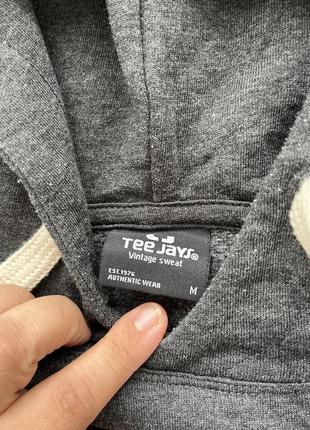 TEE JAYS®
Vintage Sweat
EST.1976
AUTHENTIC WEAR
M